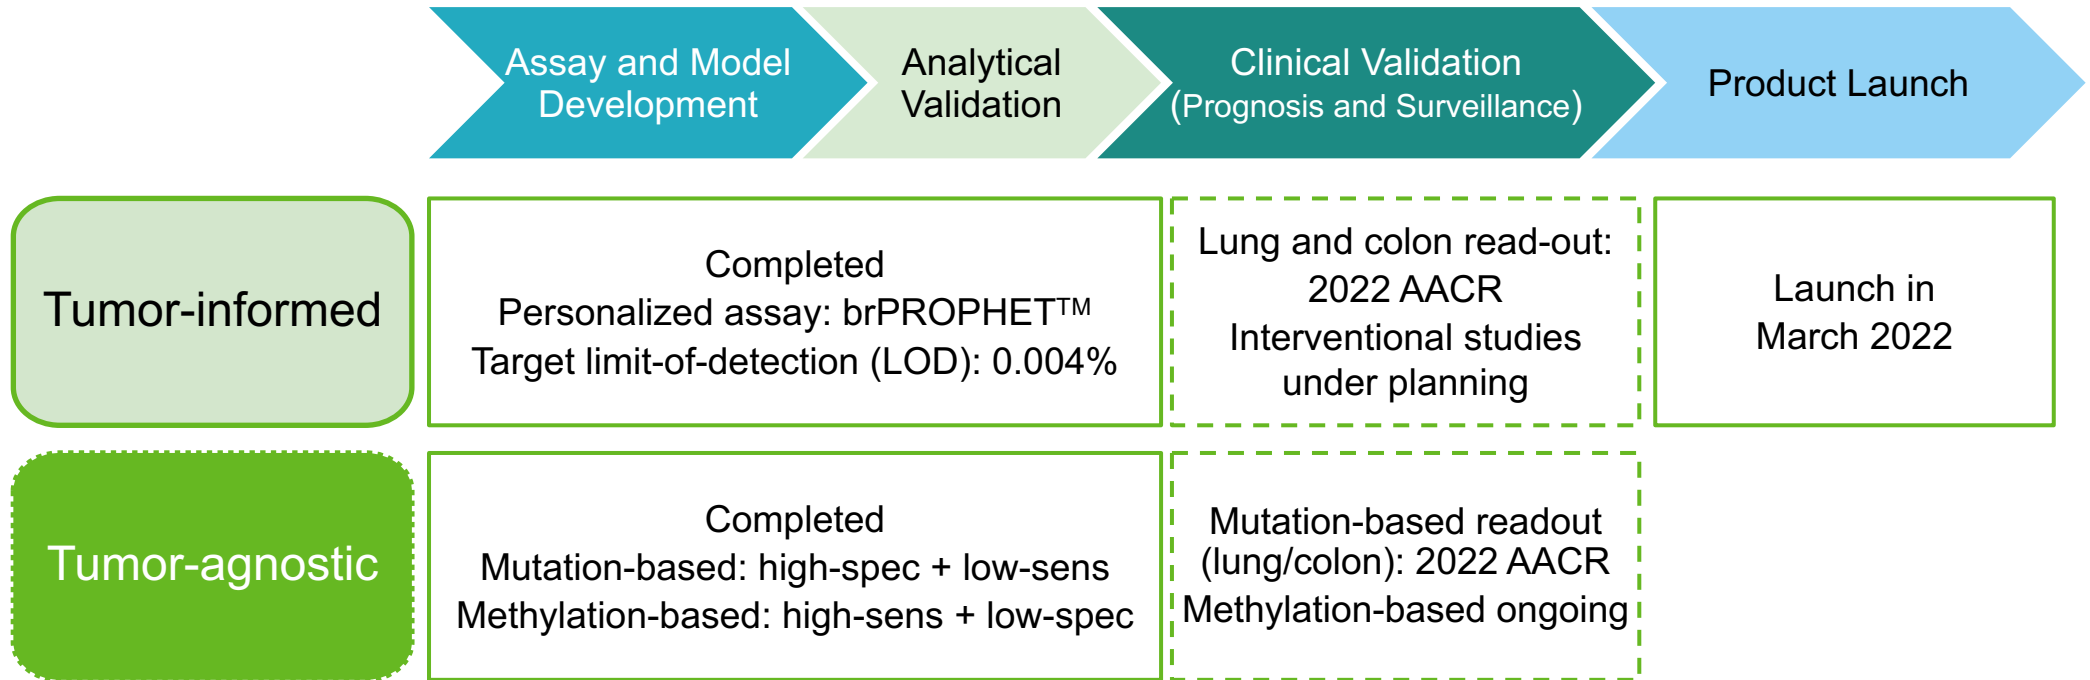 Assay and Model
Development
Analytical
Validation
Clinical Validation
(Prognosis and Surveillance)
Product Launch
Tumor-informed
Completed
Personalized assay: brPROPHET™
Target limit-of-detection (LOD): 0.004%
Lung and colon read-out:
2022 AACR
Interventional studies
under planning
Launch in
March 2022
Tumor-agnostic
Completed
Mutation-based: high-spec + low-sens
Methylation-based: high-sens + low-spec
Mutation-based readout
(lung/colon): 2022 AACR
Methylation-based ongoing